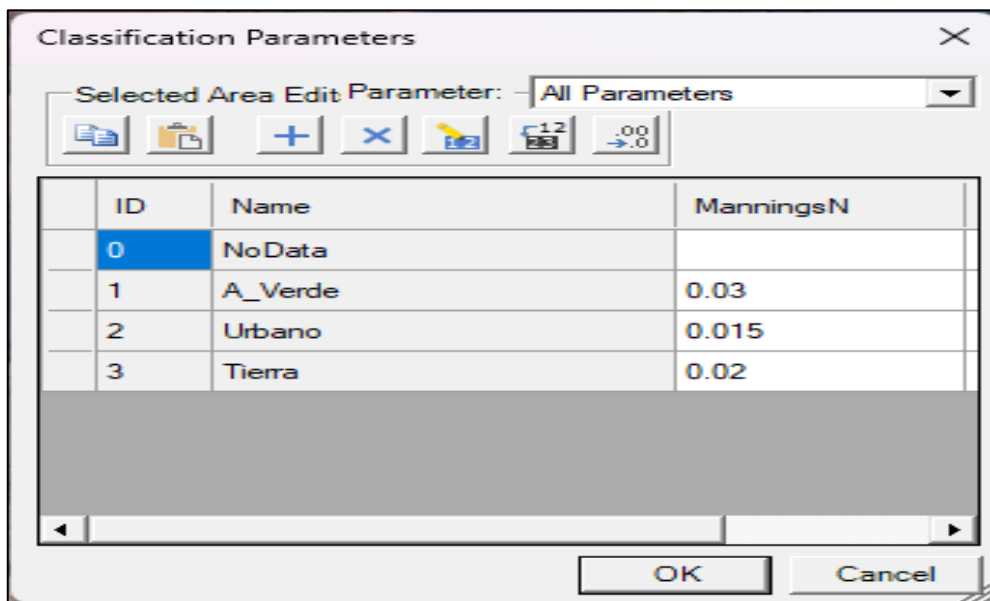 Classification Parameters
Selected Area Edit Parameter: All Parameters
ID Name ManningsN
0 NoData
1 A_Verde 0.03
2 Urbano 0.015
3 Tierra 0.02
OK Cancel